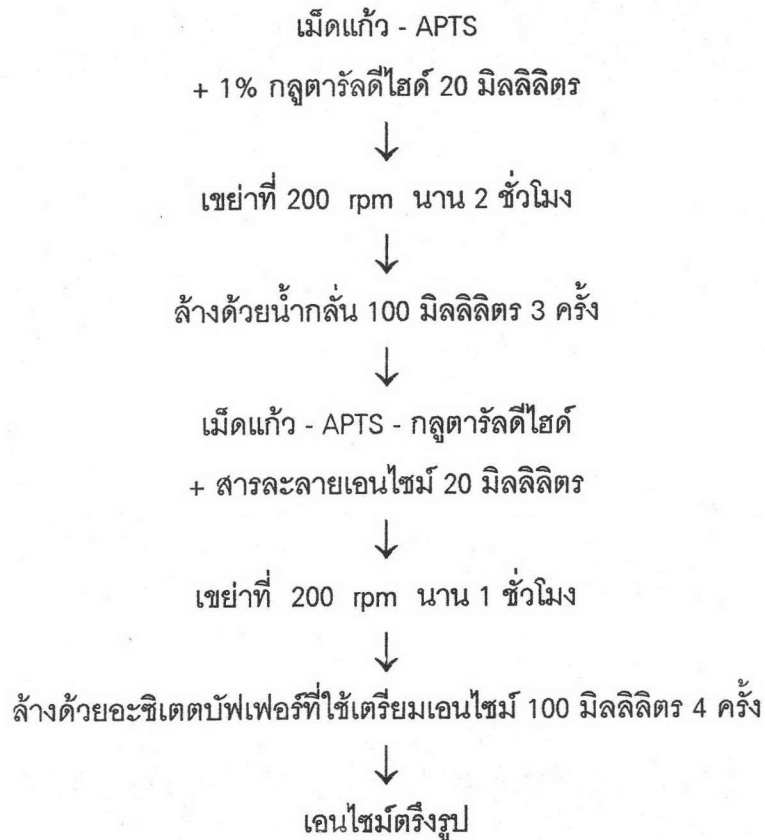 เม็ดแก้ว - APTS
+ 1% กลูตารัลดีไฮด์ 20 มิลลิลิตร
↓
เขย่าที่ 200 rpm นาน 2 ชั่วโมง
↓
ล้างด้วยน้ำกลั่น 100 มิลลิลิตร 3 ครั้ง
↓
เม็ดแก้ว - APTS - กลูตารัลดีไฮด์
+ สารละลายเอนไซม์ 20 มิลลิลิตร
↓
เขย่าที่ 200 rpm นาน 1 ชั่วโมง
↓
ล้างด้วยอะซิเตตบัฟเฟอร์ที่ใช้เตรียมเอนไซม์ 100 มิลลิลิตร 4 ครั้ง
↓
เอนไซม์ตรึงรูป